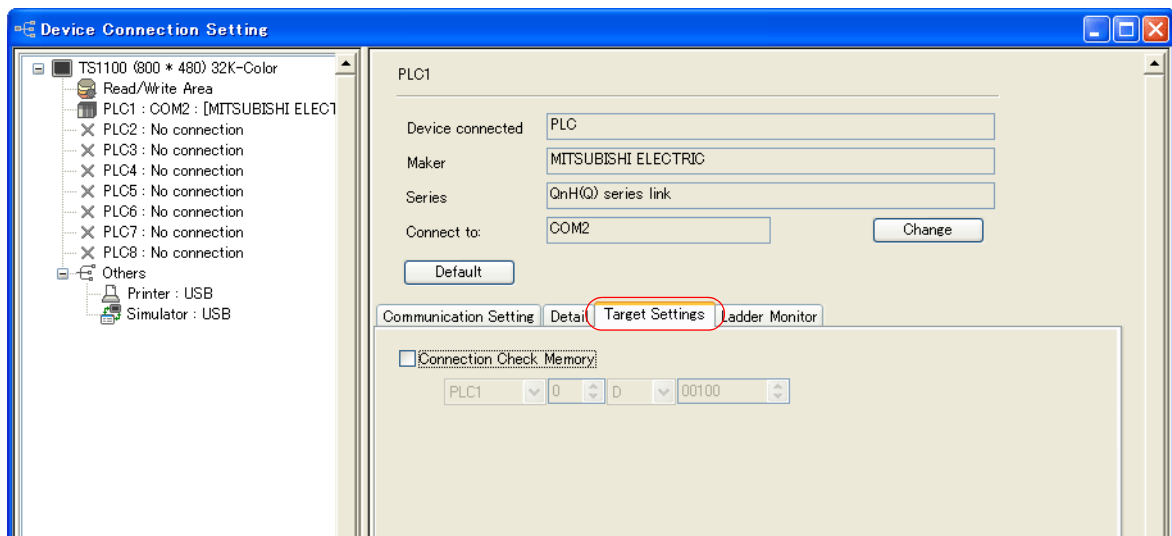 Device Connection Setting
TS1100 (800 * 480) 32K-Color
Read/Write Area
PLC1 : COM2 : [MITSUBISHI ELECT
PLC2 : No connection
PLC3 : No connection
PLC4 : No connection
PLC5 : No connection
PLC6 : No connection
PLC7 : No connection
PLC8 : No connection
Others
Printer : USB
Simulator : USB
PLC1
Device connected PLC
Maker MITSUBISHI ELECTRIC
Series QnH(Q) series link
Connect to: COM2 Change
Default
Communication Setting Detail Target Settings Ladder Monitor
Connection Check Memory
PLC1 0 D 00100